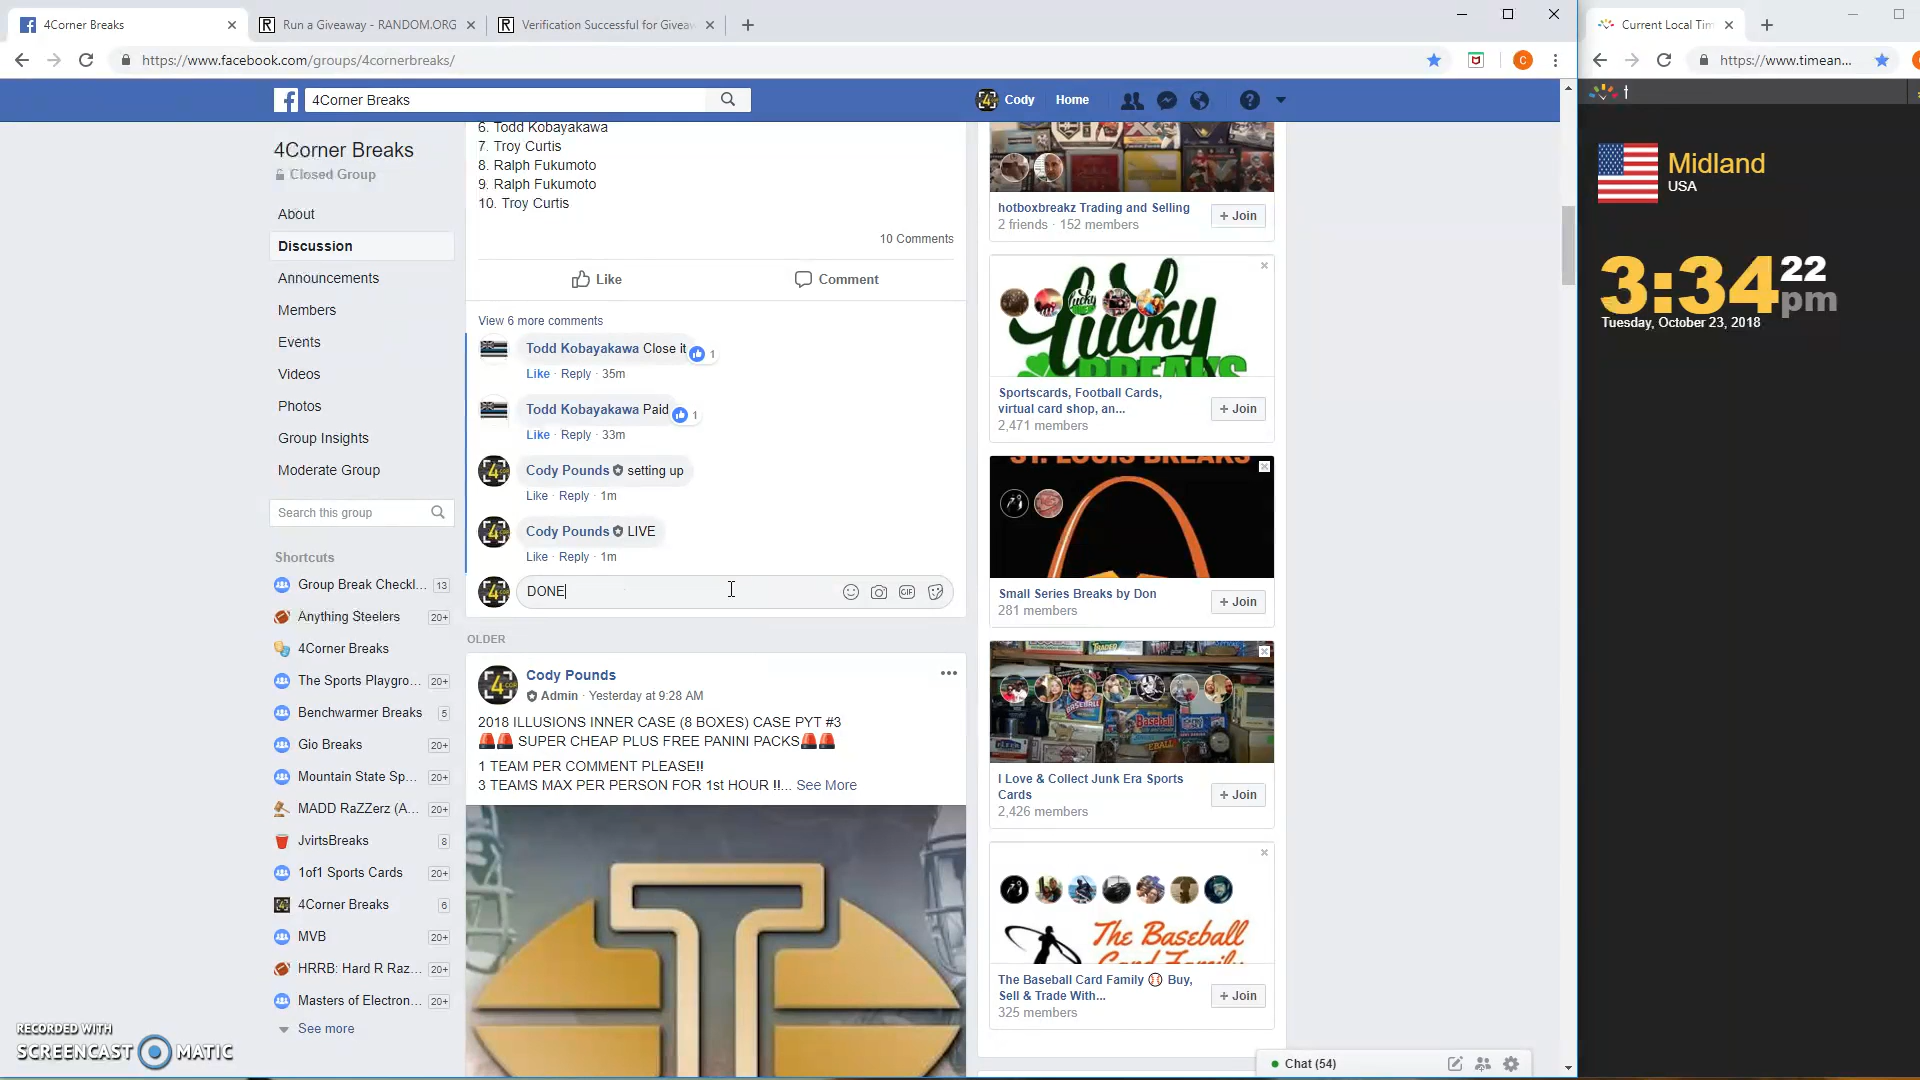 4Corner Breaks
Run a Giveaway - RANDOM.ORG
Verification Successful for Giveaw
Current Local Tim
https://www.facebook.com/groups/4cornerbreaks/
https://www.timean...
4Corner Breaks
Cody
Home
t
4Corner Breaks
Closed Group
About
Discussion
Announcements
Members
Events
Videos
Photos
Group Insights
Moderate Group
Search this group
Shortcuts
Group Break Checkl... 13
Anything Steelers 20+
4Corner Breaks
The Sports Playgro... 20+
Benchwarmer Breaks 5
Gio Breaks 20+
Mountain State Sp... 20+
MADD RaZZerz (A... 20+
JvirtsBreaks 8
1of1 Sports Cards 20+
4Corner Breaks 6
MVB 20+
HRRB: Hard R Raz... 20+
Masters of Electron... 20+
See more
RECORDED WITH
SCREENCAST MATIC
6. Todd Kobayakawa
7. Troy Curtis
8. Ralph Fukumoto
9. Ralph Fukumoto
10. Troy Curtis
10 Comments
Like
Comment
View 6 more comments
Todd Kobayakawa Close it 1
Like · Reply · 35m
Todd Kobayakawa Paid 1
Like · Reply · 33m
Cody Pounds setting up
Like · Reply · 1m
Cody Pounds LIVE
Like · Reply · 1m
DONE
GIF
OLDER
Cody Pounds
Admin · Yesterday at 9:28 AM
2018 ILLUSIONS INNER CASE (8 BOXES) CASE PYT #3
SUPER CHEAP PLUS FREE PANINI PACKS
1 TEAM PER COMMENT PLEASE!!
3 TEAMS MAX PER PERSON FOR 1st HOUR !!... See More
hotboxbreakz Trading and Selling
2 friends · 152 members
+ Join
Lucky
BREAKS
Sportscards, Football Cards,
virtual card shop, an...
2,471 members
+ Join
ST. LOUIS BREAKS
Small Series Breaks by Don
281 members
+ Join
I Love & Collect Junk Era Sports
Cards
2,426 members
+ Join
The Baseball
Card Family
The Baseball Card Family Buy,
Sell & Trade With...
325 members
+ Join
Chat (54)
Midland
USA
3:34 22
pm
Tuesday, October 23, 2018